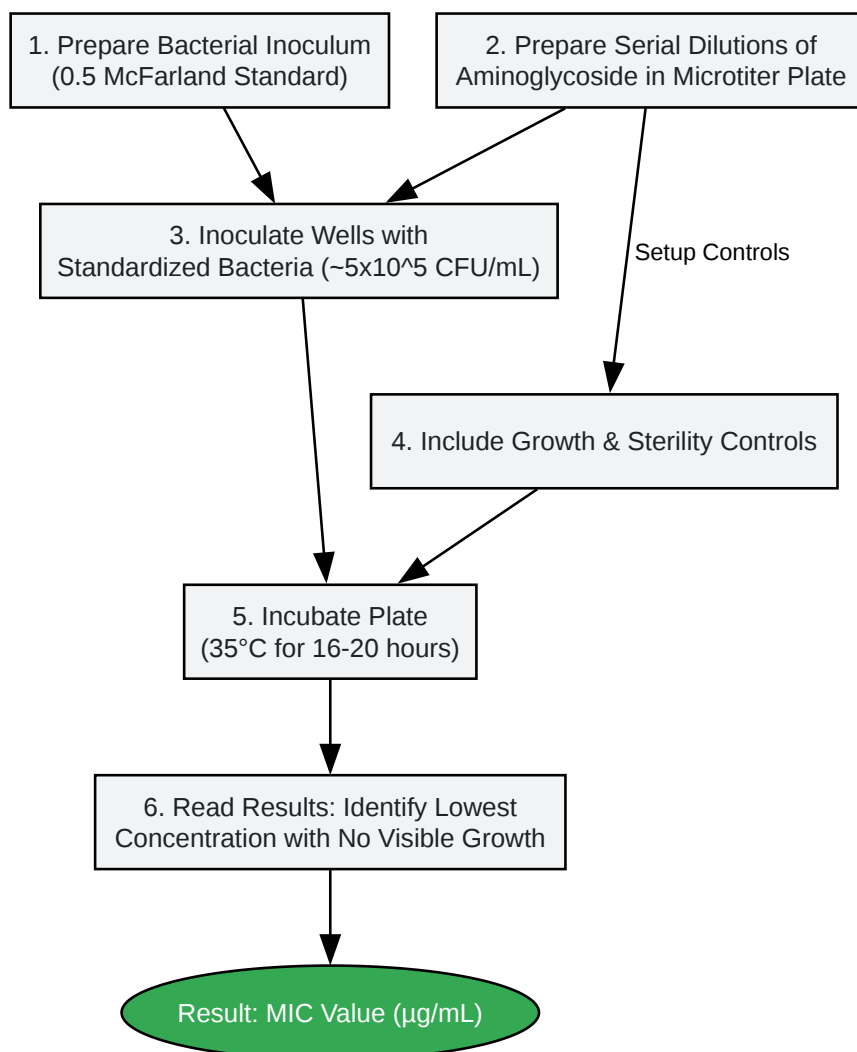 1. Prepare Bacterial Inoculum
(0.5 McFarland Standard)
2. Prepare Serial Dilutions of
Aminoglycoside in Microtiter Plate
3. Inoculate Wells with
Standardized Bacteria (~5x10^5 CFU/mL)
Setup Controls
4. Include Growth & Sterility Controls
5. Incubate Plate
(35°C for 16-20 hours)
6. Read Results: Identify Lowest
Concentration with No Visible Growth
Result: MIC Value (µg/mL)